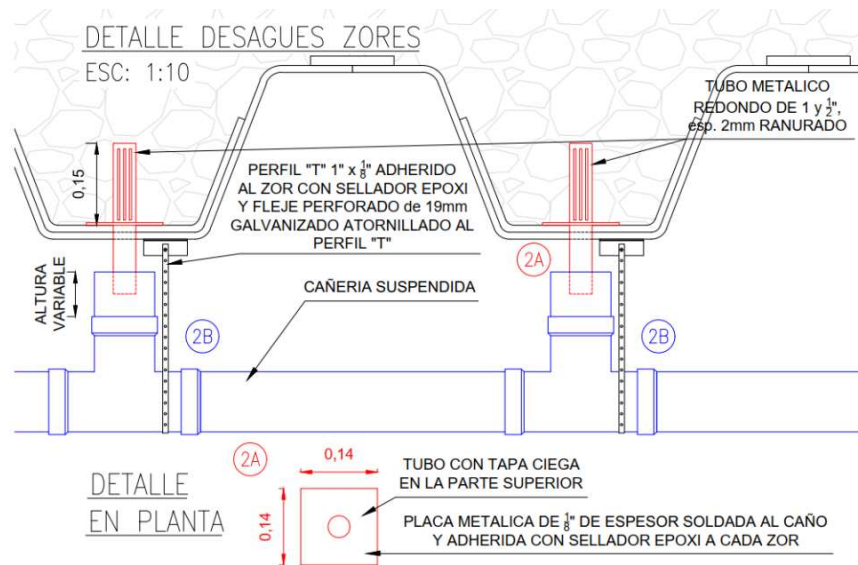 DETALLE DESAGUES ZORES
ESC: 1:10
TUBO METALICO
REDONDO DE 1 y 1/2",
esp. 2mm RANURADO
0,15
PERFIL "T" 1" x 1/8" ADHERIDO
AL ZOR CON SELLADOR EPOXI
Y FLEJE PERFORADO de 19mm
GALVANIZADO ATORNILLADO AL
PERFIL "T"
2A
ALTURA
VARIABLE
CAÑERIA SUSPENDIDA
2B
2B
2A
0,14
DETALLE
EN PLANTA
0,14
TUBO CON TAPA CIEGA
EN LA PARTE SUPERIOR
PLACA METALICA DE 1/8" DE ESPESOR SOLDADA AL CAÑO
Y ADHERIDA CON SELLADOR EPOXI A CADA ZOR